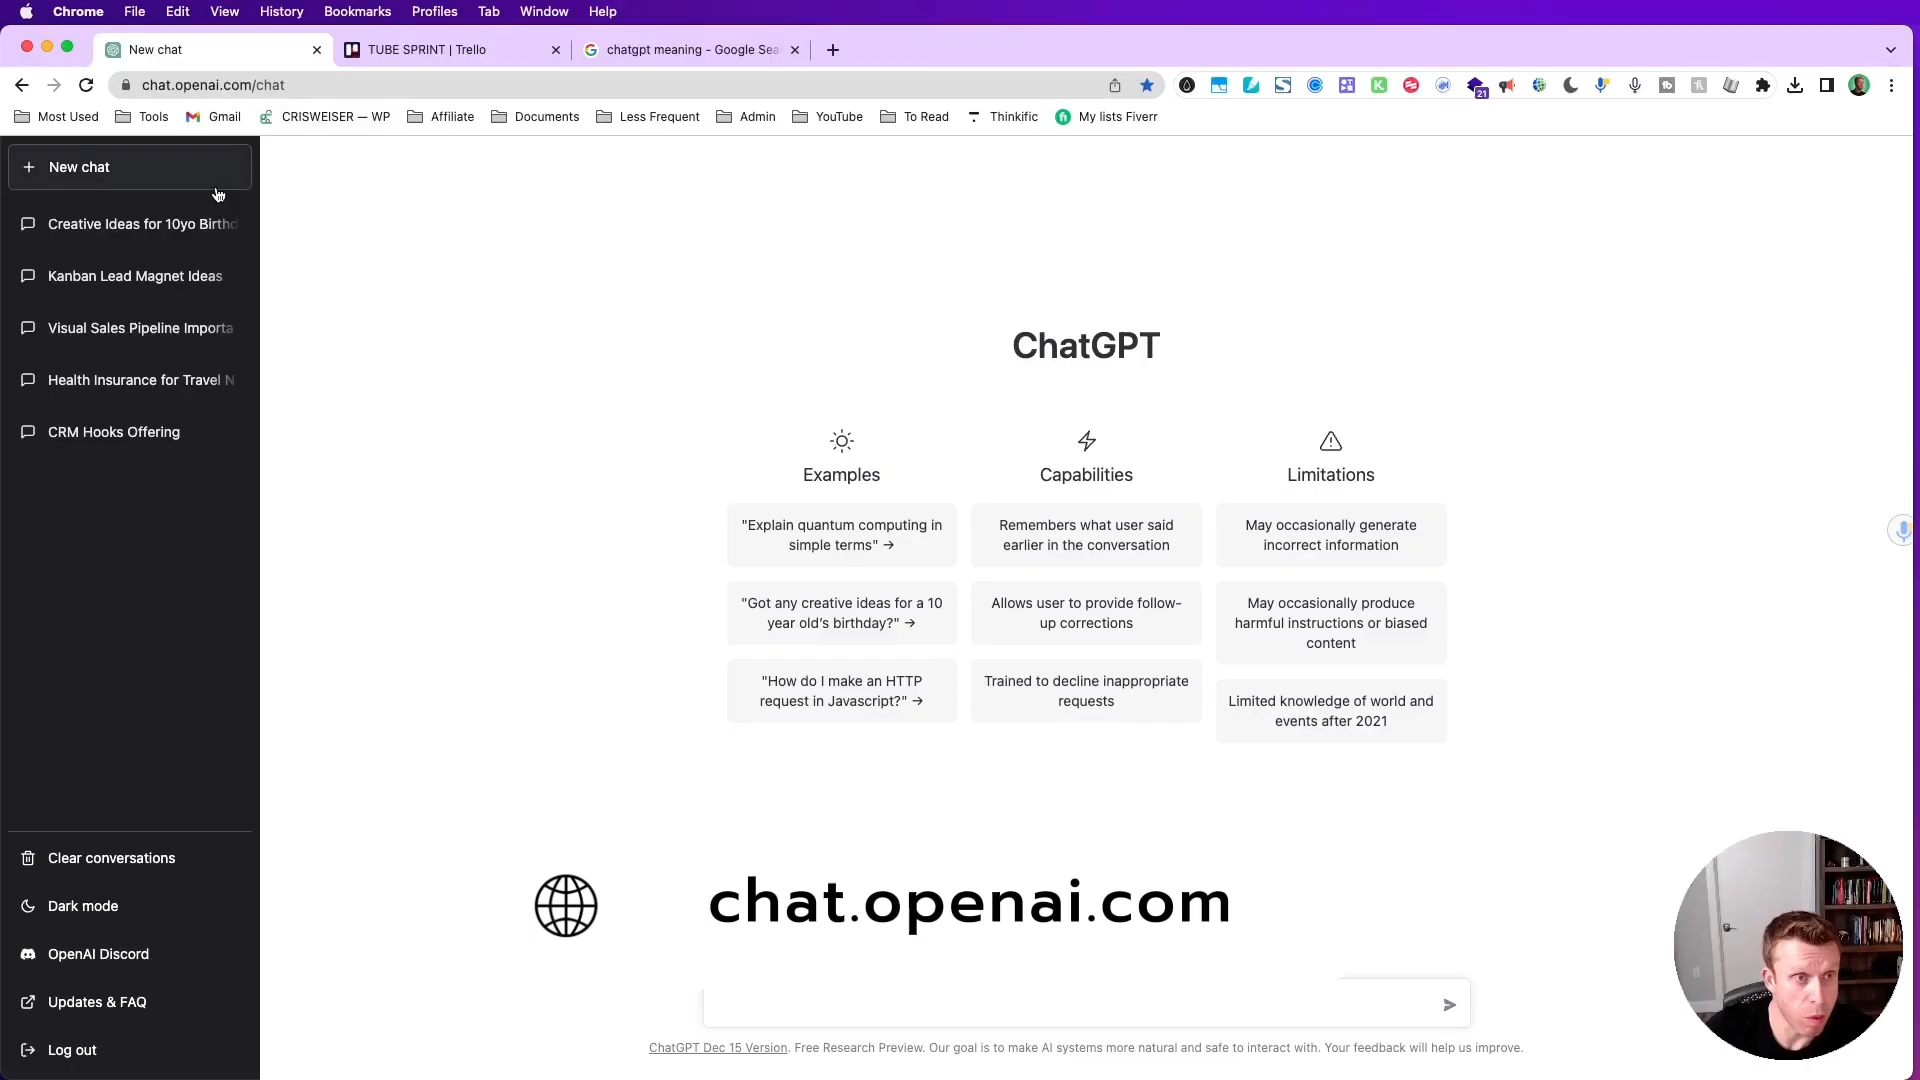 Chrome File Edit View History Bookmarks Profiles Tab Window Help
New chat
TUBE SPRINT | Trello
chatgpt meaning - Google Sea
chat.openai.com/chat
21
Most Used Tools Gmail CRISWEISER — WP Affiliate Documents Less Frequent Admin YouTube To Read Thinkific My lists Fiverr
New chat
Creative Ideas for 10yo Birthd
Kanban Lead Magnet Ideas
Visual Sales Pipeline Importa
Health Insurance for Travel N
CRM Hooks Offering
Clear conversations
Dark mode
OpenAI Discord
Updates & FAQ
Log out
ChatGPT
Examples
"Explain quantum computing in
simple terms" →
"Got any creative ideas for a 10
year old's birthday?" →
"How do I make an HTTP
request in Javascript?" →
Capabilities
Remembers what user said
earlier in the conversation
Allows user to provide follow-
up corrections
Trained to decline inappropriate
requests
Limitations
May occasionally generate
incorrect information
May occasionally produce
harmful instructions or biased
content
Limited knowledge of world and
events after 2021
chat.openai.com
ChatGPT Dec 15 Version. Free Research Preview. Our goal is to make AI systems more natural and safe to interact with. Your feedback will help us improve.